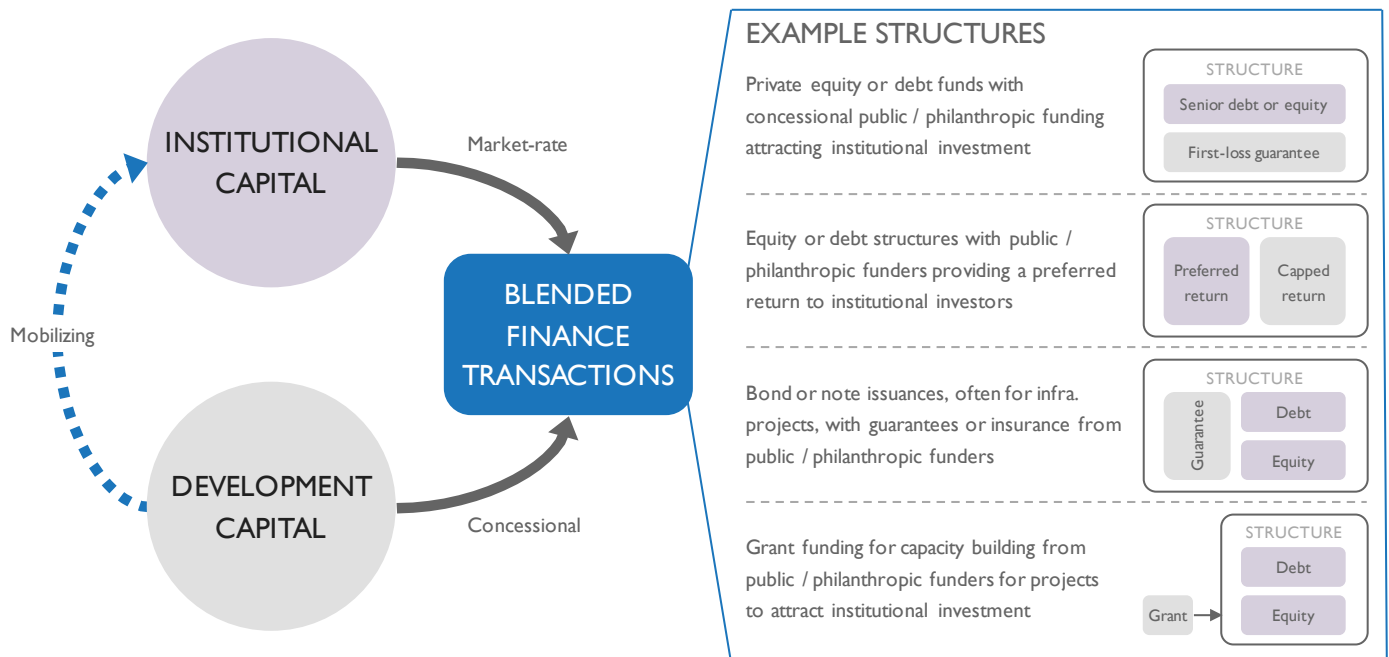 INSTITUTIONAL
CAPITAL
Market-rate
Mobilizing
BLENDED
FINANCE
TRANSACTIONS
DEVELOPMENT
CAPITAL
Concessional
EXAMPLE STRUCTURES
Private equity or debt funds with
concessional public / philanthropic funding
attracting institutional investment
STRUCTURE
Senior debt or equity
First-loss guarantee
Equity or debt structures with public /
philanthropic funders providing a preferred
return to institutional investors
STRUCTURE
Preferred
return
Capped
return
Bond or note issuances, often for infra.
projects, with guarantees or insurance from
public / philanthropic funders
STRUCTURE
Guarantee
Debt
Equity
Grant funding for capacity building from
public / philanthropic funders for projects
to attract institutional investment
STRUCTURE
Debt
Grant
Equity